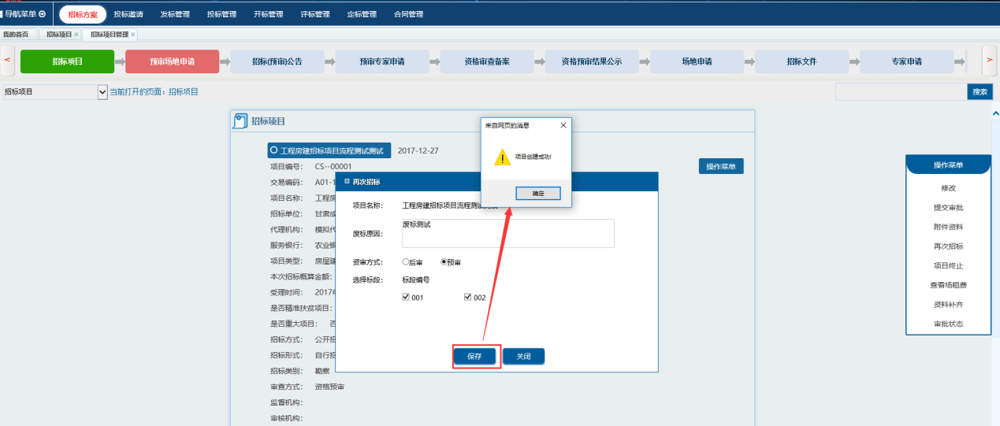 导航菜单 招标方案 投标邀请 发标管理 投标管理 开标管理 评标管理 定标管理 合同管理
我的首页 招标项目 × 招标项目管理 ×
< 招标项目 预审场地申请 招标(预审)公告 预审专家申请 资格审查备案 资格预审结果公示 场地申请 招标文件 专家申请 >
招标项目 当前打开的页面：招标项目 搜索
招标项目
来自网页的消息 ×
项目创建成功!
确定
工程房建招标项目流程测试测试 2017-12-27
操作菜单
项目编号： CS--00001
交易编码： A01-1
项目名称： 工程房
招标单位： 甘肃成
代理机构： 模拟代
服务银行： 农业银
项目类型： 房屋建
本次招标概算金额：
受理时间： 2017年
是否精准扶贫项目：
是否重大项目： 否
招标方式： 公开招
招标形式： 自行招
招标类别： 勘察
审查方式： 资格预审
监督机构：
审核机构：
再次招标
项目名称： 工程房建招标项目流程测试
废标原因： 废标测试
资审方式： 后审 预审
选择标段： 标段编号
001 002
保存 关闭
操作菜单
修改
提交审批
附件资料
再次招标
项目终止
查看场租费
资料补齐
审批状态